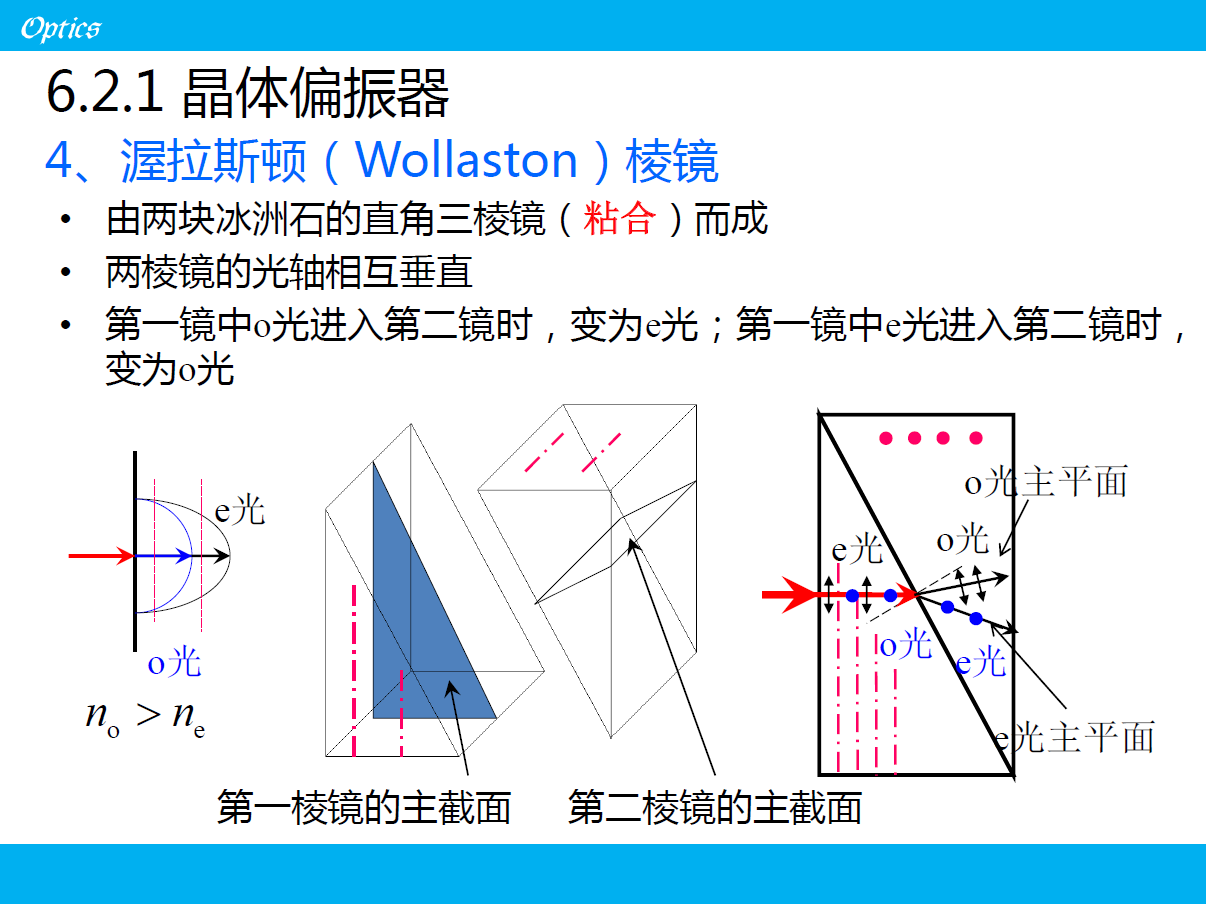 Optics
6.2.1 晶体偏振器
4、渥拉斯顿（Wollaston）棱镜
• 由两块冰洲石的直角三棱镜（粘合）而成
• 两棱镜的光轴相互垂直
• 第一镜中o光进入第二镜时，变为e光；第一镜中e光进入第二镜时，
变为o光
e光
o光
no > ne
第一棱镜的主截面
第二棱镜的主截面
o光主平面
e光
o光
o光
e光
e光主平面